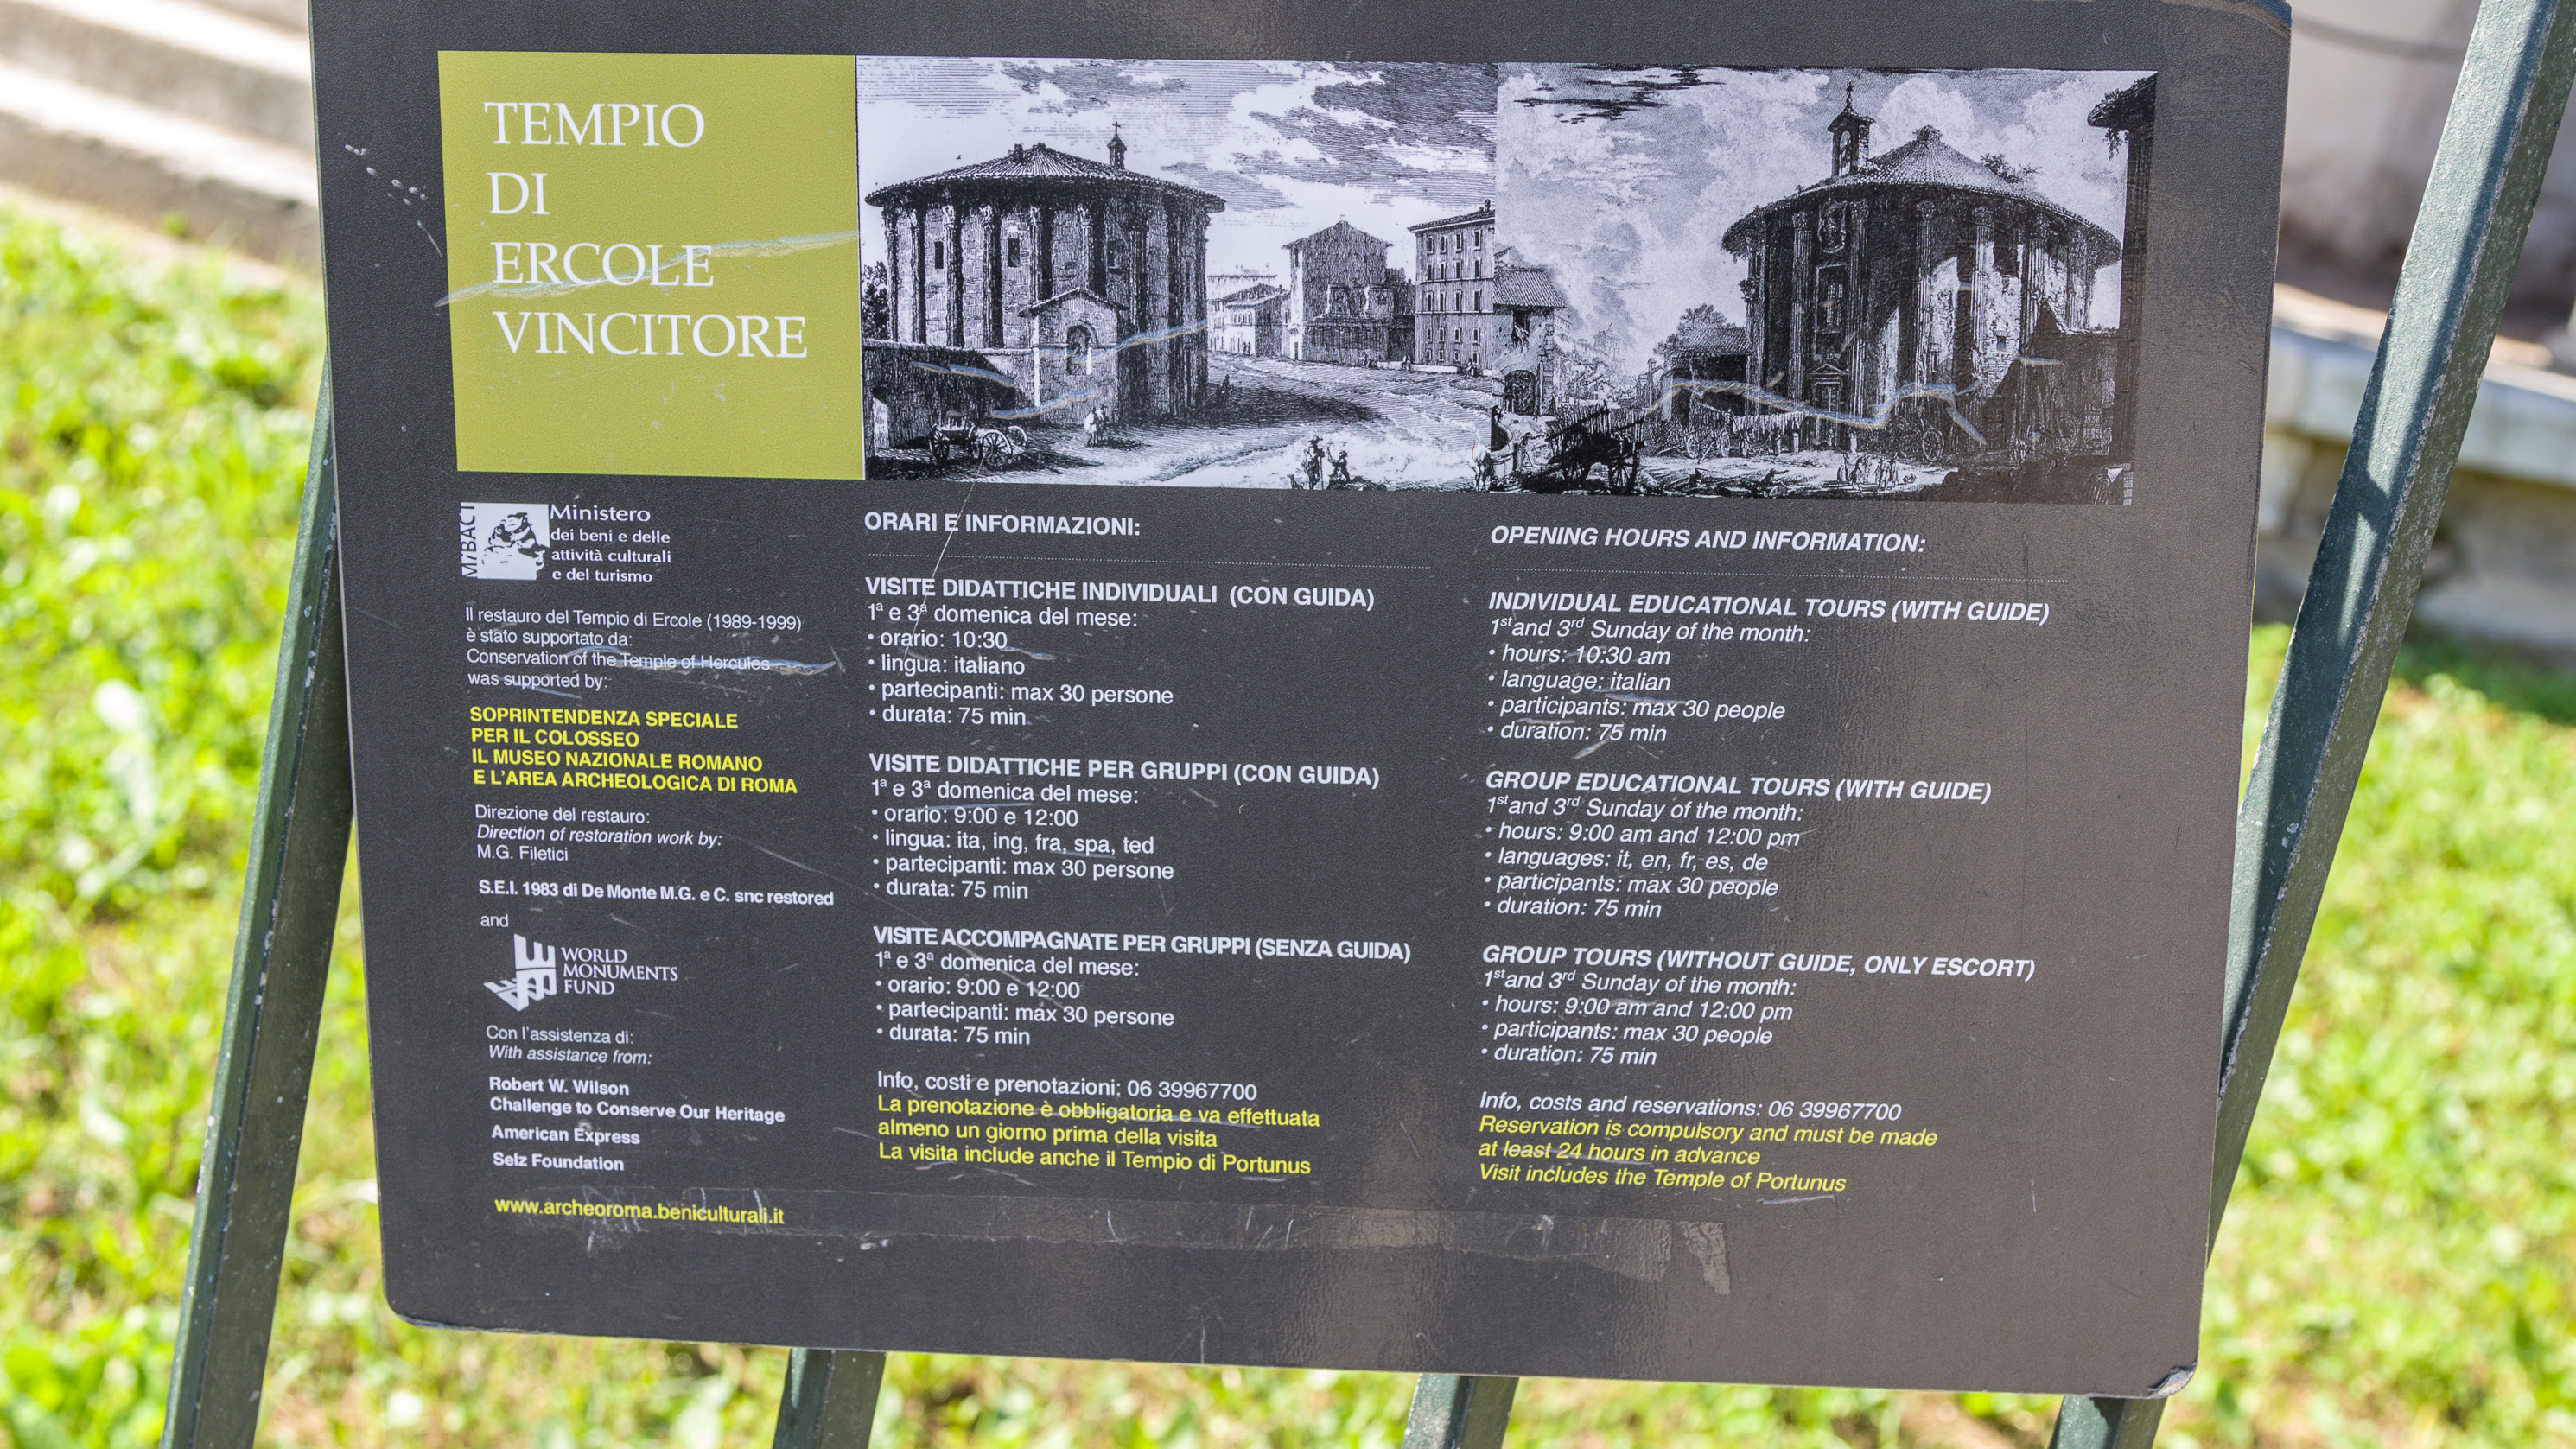 TEMPIO
DI
ERCOLE
VINCITORE
MiBACT
Ministero
dei beni e delle
attività culturali
e del turismo
Il restauro del Tempio di Ercole (1989-1999)
è stato supportato da:
Conservation of the Temple of Hercules
was supported by:
SOPRINTENDENZA SPECIALE
PER IL COLOSSEO
IL MUSEO NAZIONALE ROMANO
E L'AREA ARCHEOLOGICA DI ROMA
Direzione del restauro:
Direction of restoration work by:
M.G. Filetici
S.E.I. 1983 di De Monte M.G. e C. snc restored
and
WORLD
MONUMENTS
FUND
Con l'assistenza di:
With assistance from:
Robert W. Wilson
Challenge to Conserve Our Heritage
American Express
Selz Foundation
www.archeoroma.beniculturali.it
ORARI E INFORMAZIONI:
VISITE DIDATTICHE INDIVIDUALI (CON GUIDA)
1ª e 3ª domenica del mese:
• orario: 10:30
• lingua: italiano
• partecipanti: max 30 persone
• durata: 75 min
VISITE DIDATTICHE PER GRUPPI (CON GUIDA)
1ª e 3ª domenica del mese:
• orario: 9:00 e 12:00
• lingua: ita, ing, fra, spa, ted
• partecipanti: max 30 persone
• durata: 75 min
VISITE ACCOMPAGNATE PER GRUPPI (SENZA GUIDA)
1ª e 3ª domenica del mese:
• orario: 9:00 e 12:00
• partecipanti: max 30 persone
• durata: 75 min
Info, costi e prenotazioni: 06 39967700
La prenotazione è obbligatoria e va effettuata
almeno un giorno prima della visita
La visita include anche il Tempio di Portunus
OPENING HOURS AND INFORMATION:
INDIVIDUAL EDUCATIONAL TOURS (WITH GUIDE)
1st and 3rd Sunday of the month:
• hours: 10:30 am
• language: italian
• participants: max 30 people
• duration: 75 min
GROUP EDUCATIONAL TOURS (WITH GUIDE)
1st and 3rd Sunday of the month:
• hours: 9:00 am and 12:00 pm
• languages: it, en, fr, es, de
• participants: max 30 people
• duration: 75 min
GROUP TOURS (WITHOUT GUIDE, ONLY ESCORT)
1st and 3rd Sunday of the month:
• hours: 9:00 am and 12:00 pm
• participants: max 30 people
• duration: 75 min
Info, costs and reservations: 06 39967700
Reservation is compulsory and must be made
at least 24 hours in advance
Visit includes the Temple of Portunus